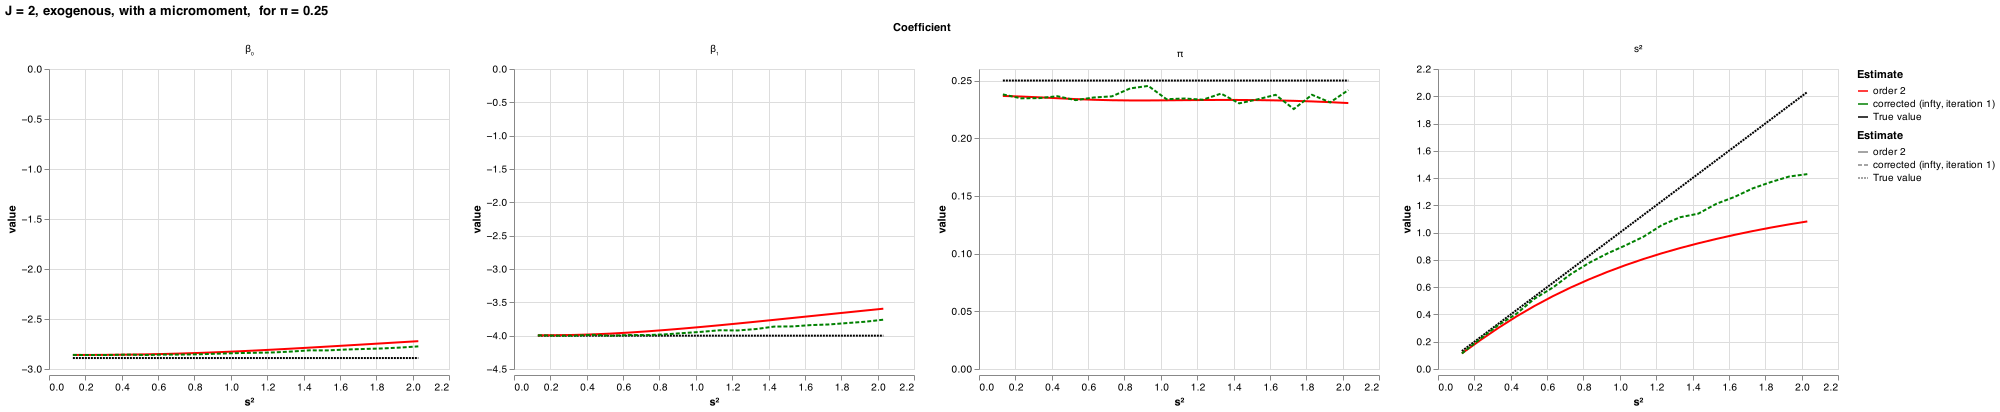 J = 2, exogenous, with a micromoment, for π = 0.25
Coefficient
β₀
0.0
−0.5
−1.0
−1.5
−2.0
−2.5
−3.0
value
0.0 0.2 0.4 0.6 0.8 1.0 1.2 1.4 1.6 1.8 2.0 2.2
s²
β₁
0.0
−0.5
−1.0
−1.5
−2.0
−2.5
−3.0
−3.5
−4.0
−4.5
value
0.0 0.2 0.4 0.6 0.8 1.0 1.2 1.4 1.6 1.8 2.0 2.2
s²
π
0.25
0.20
0.15
0.10
0.05
0.00
value
0.0 0.2 0.4 0.6 0.8 1.0 1.2 1.4 1.6 1.8 2.0 2.2
s²
s²
2.2
2.0
1.8
1.6
1.4
1.2
1.0
0.8
0.6
0.4
0.2
0.0
value
0.0 0.2 0.4 0.6 0.8 1.0 1.2 1.4 1.6 1.8 2.0 2.2
s²
Estimate
order 2
corrected (infty, iteration 1)
True value
Estimate
order 2
corrected (infty, iteration 1)
True value